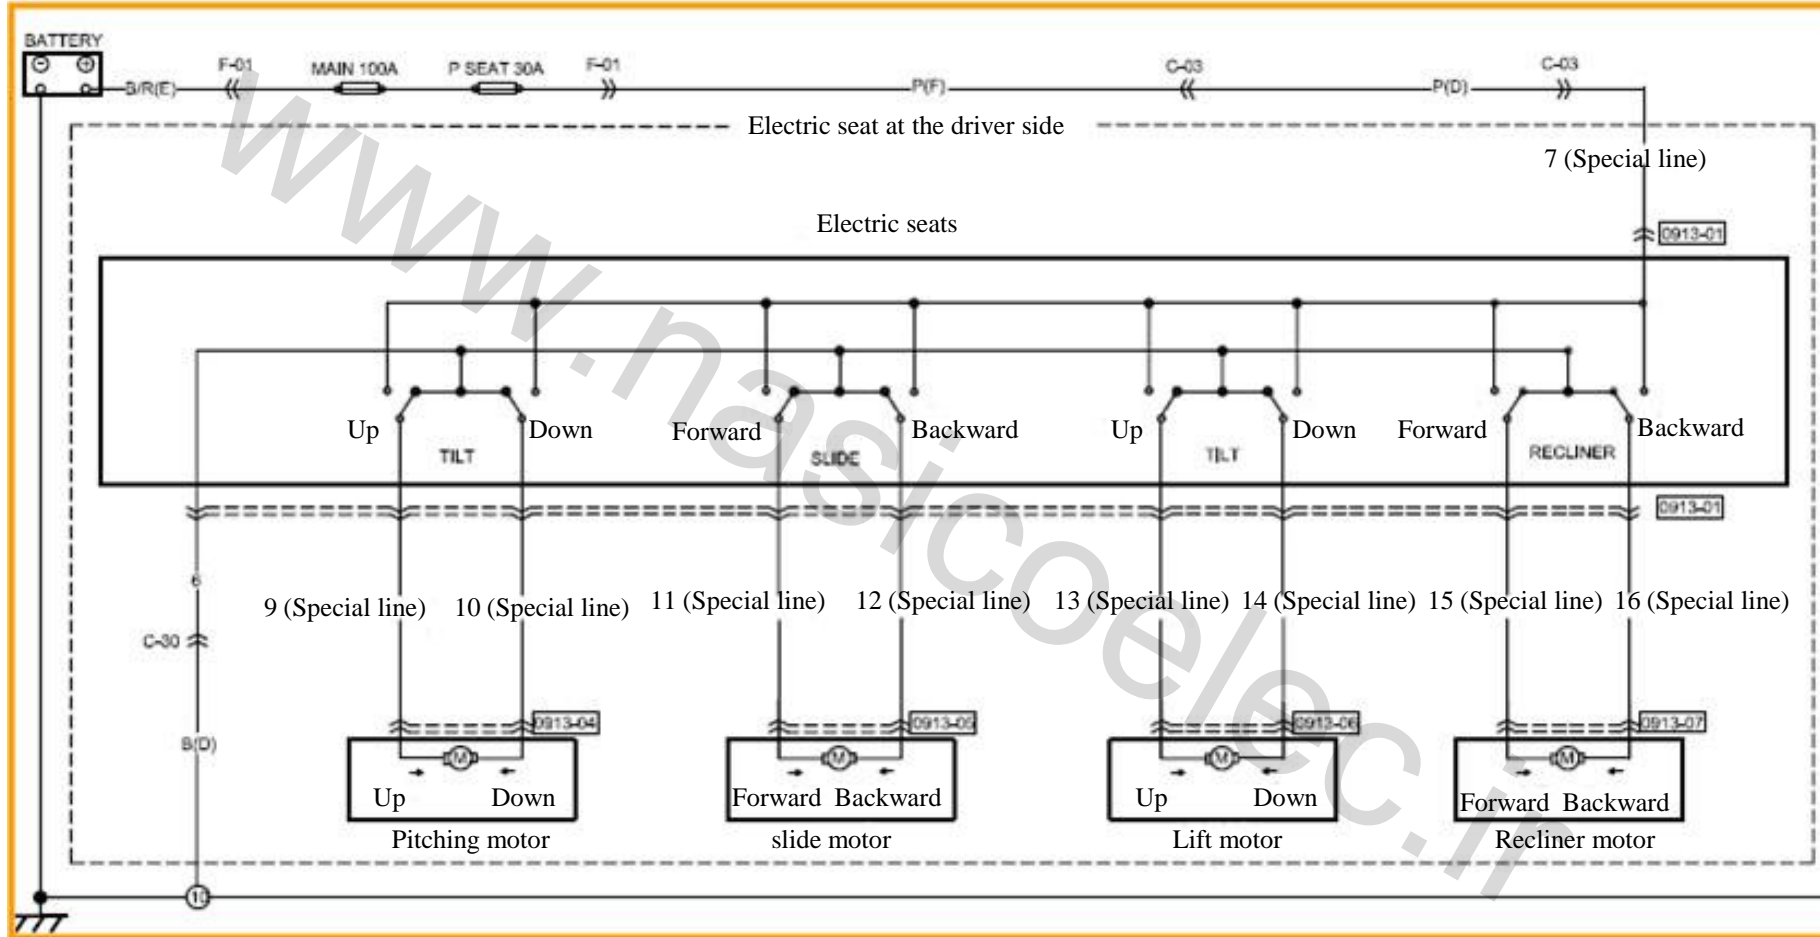 BATTERY
F-01
MAIN 100A
P SEAT 30A
F-01
C-03
C-03
B/R(E)
P(F)
P(D)
Electric seat at the driver side
7 (Special line)
Electric seats
0913-01
Up
Down
Forward
Backward
Up
Down
Forward
Backward
TILT
SLIDE
TILT
RECLINER
0913-01
6
9 (Special line)
10 (Special line)
11 (Special line)
12 (Special line)
13 (Special line)
14 (Special line)
15 (Special line)
16 (Special line)
C-30
B(D)
0913-04
0913-05
0913-06
0913-07
M
M
M
M
Up
Down
Forward
Backward
Up
Down
Forward
Backward
Pitching motor
slide motor
Lift motor
Recliner motor
10
www.nasicoelec.ir